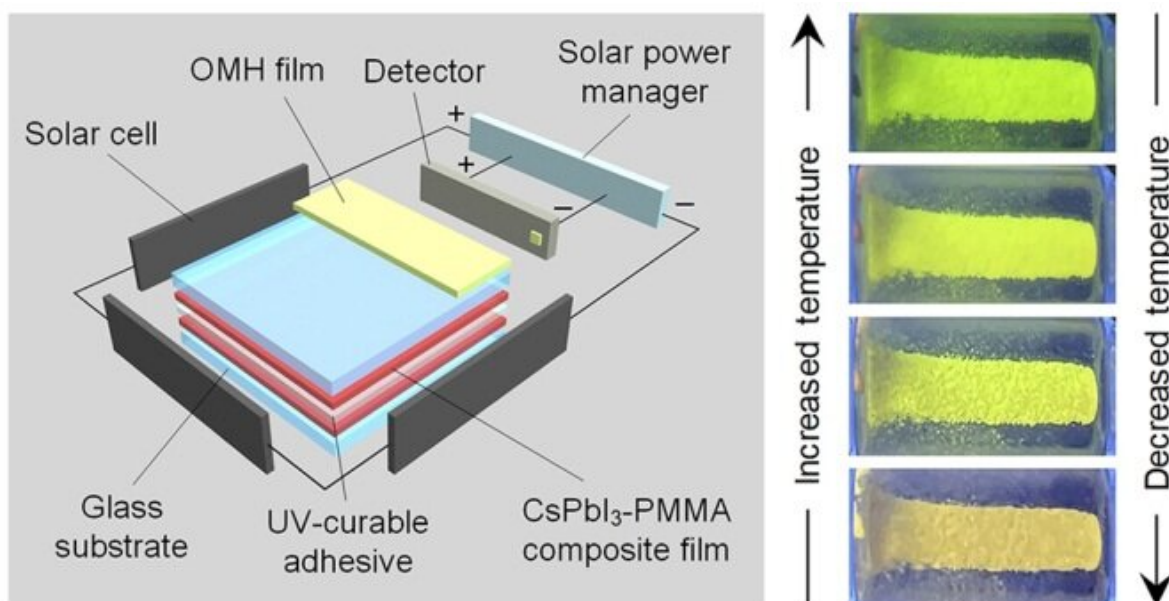 OMH film
Detector
Solar power
manager
Solar cell
+
+
−
−
Glass
substrate
UV-curable
adhesive
CsPbI₃-PMMA
composite film
Increased temperature
Decreased temperature